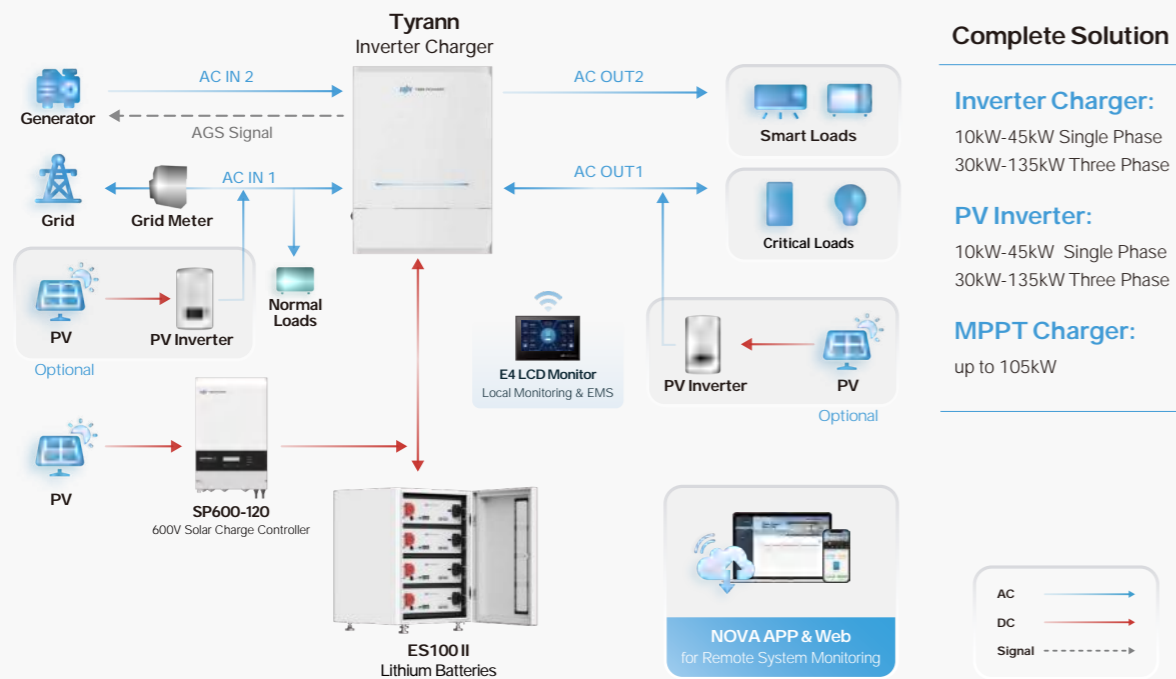 Tyrann
Inverter Charger
AC IN 2
AC OUT2
Generator
AGS Signal
Smart Loads
AC IN 1
AC OUT1
Grid
Grid Meter
Critical Loads
PV
PV Inverter
Normal
Loads
Optional
E4 LCD Monitor
Local Monitoring & EMS
PV Inverter
PV
Optional
PV
SP600-120
600V Solar Charge Controller
ES100 II
Lithium Batteries
NOVA APP & Web
for Remote System Monitoring
Complete Solution
Inverter Charger:
10kW-45kW Single Phase
30kW-135kW Three Phase
PV Inverter:
10kW-45kW Single Phase
30kW-135kW Three Phase
MPPT Charger:
up to 105kW
AC
DC
Signal